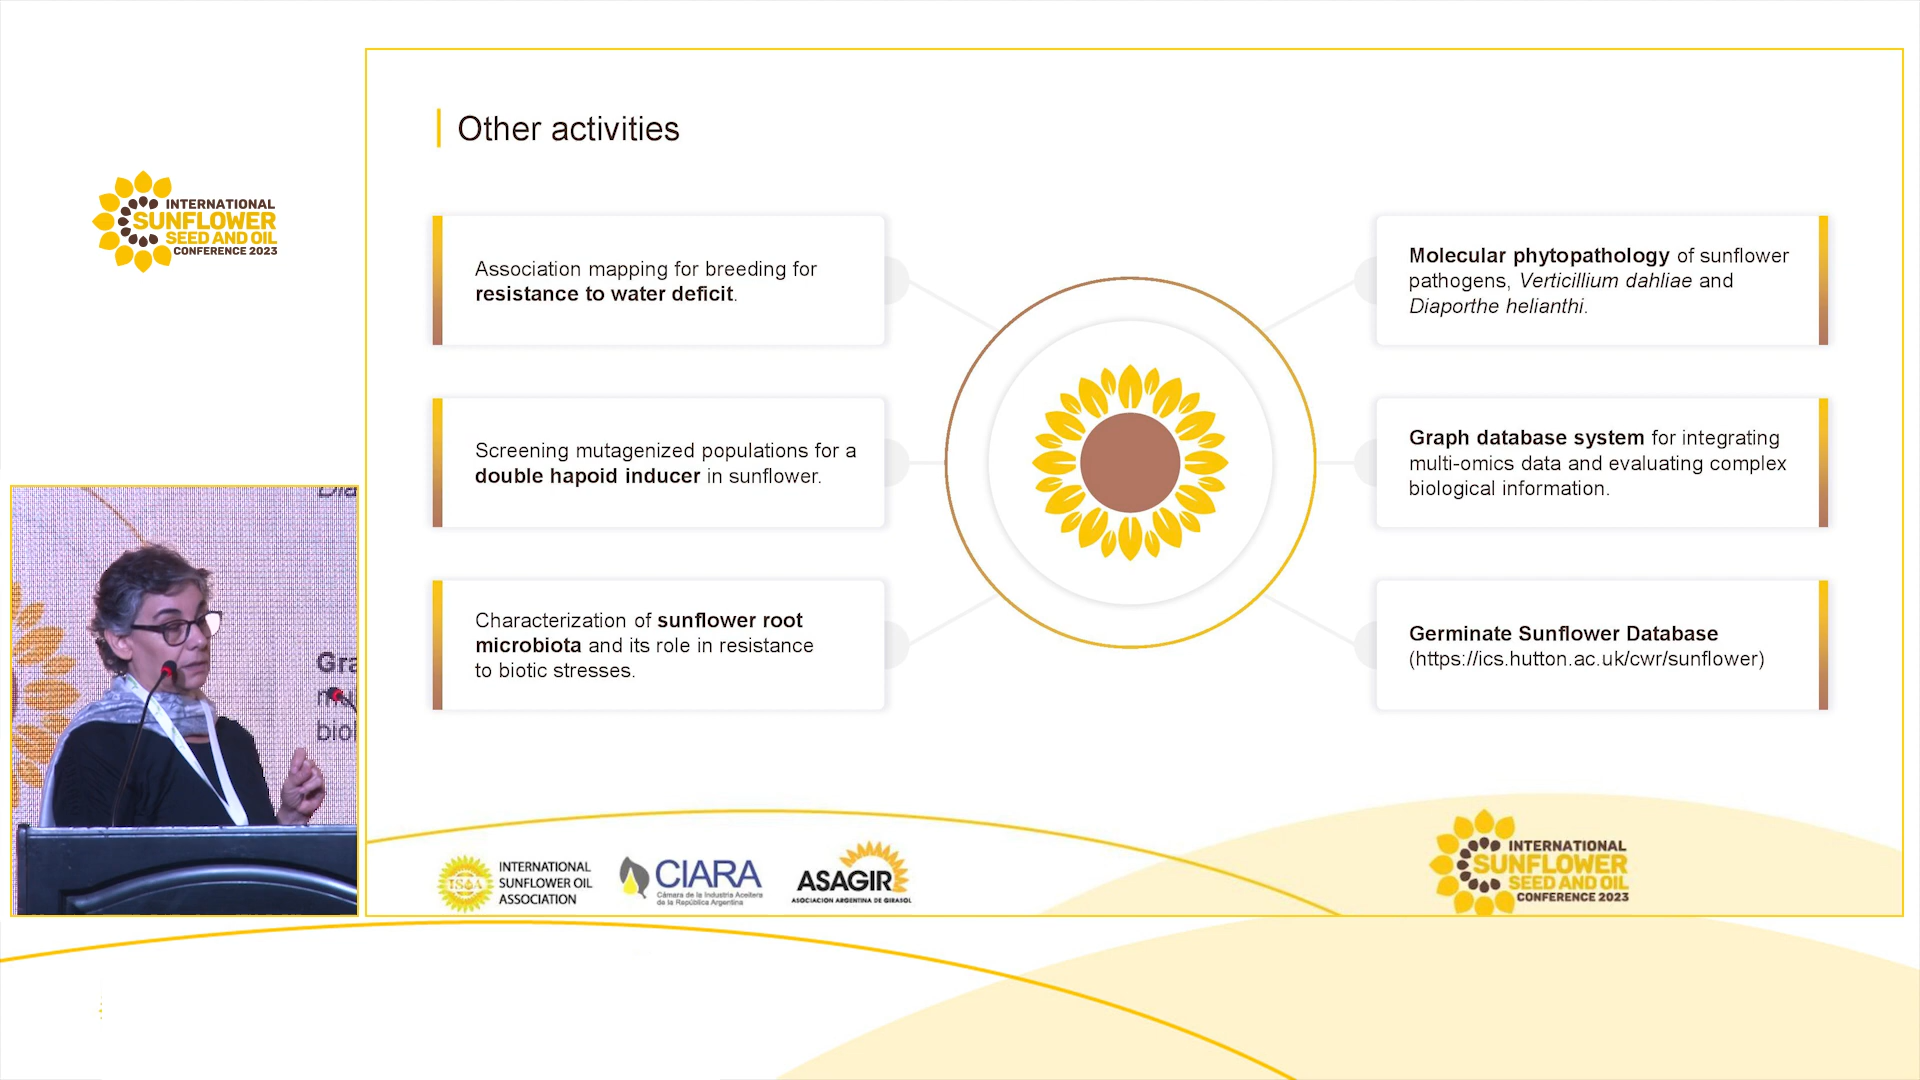 INTERNATIONAL
SUNFLOWER
SEED AND OIL
CONFERENCE 2023
Other activities
Association mapping for breeding for
resistance to water deficit.
Screening mutagenized populations for a
double hapoid inducer in sunflower.
Characterization of sunflower root
microbiota and its role in resistance
to biotic stresses.
Molecular phytopathology of sunflower
pathogens, Verticillium dahliae and
Diaporthe helianthi.
Graph database system for integrating
multi-omics data and evaluating complex
biological information.
Germinate Sunflower Database
(https://ics.hutton.ac.uk/cwr/sunflower)
Dia
Gra
biol
ISOA
INTERNATIONAL
SUNFLOWER OIL
ASSOCIATION
CIARA
Cámara de la Industria Aceitera
de la República Argentina
ASAGIR
ASOCIACIÓN ARGENTINA DE GIRASOL
INTERNATIONAL
SUNFLOWER
SEED AND OIL
CONFERENCE 2023